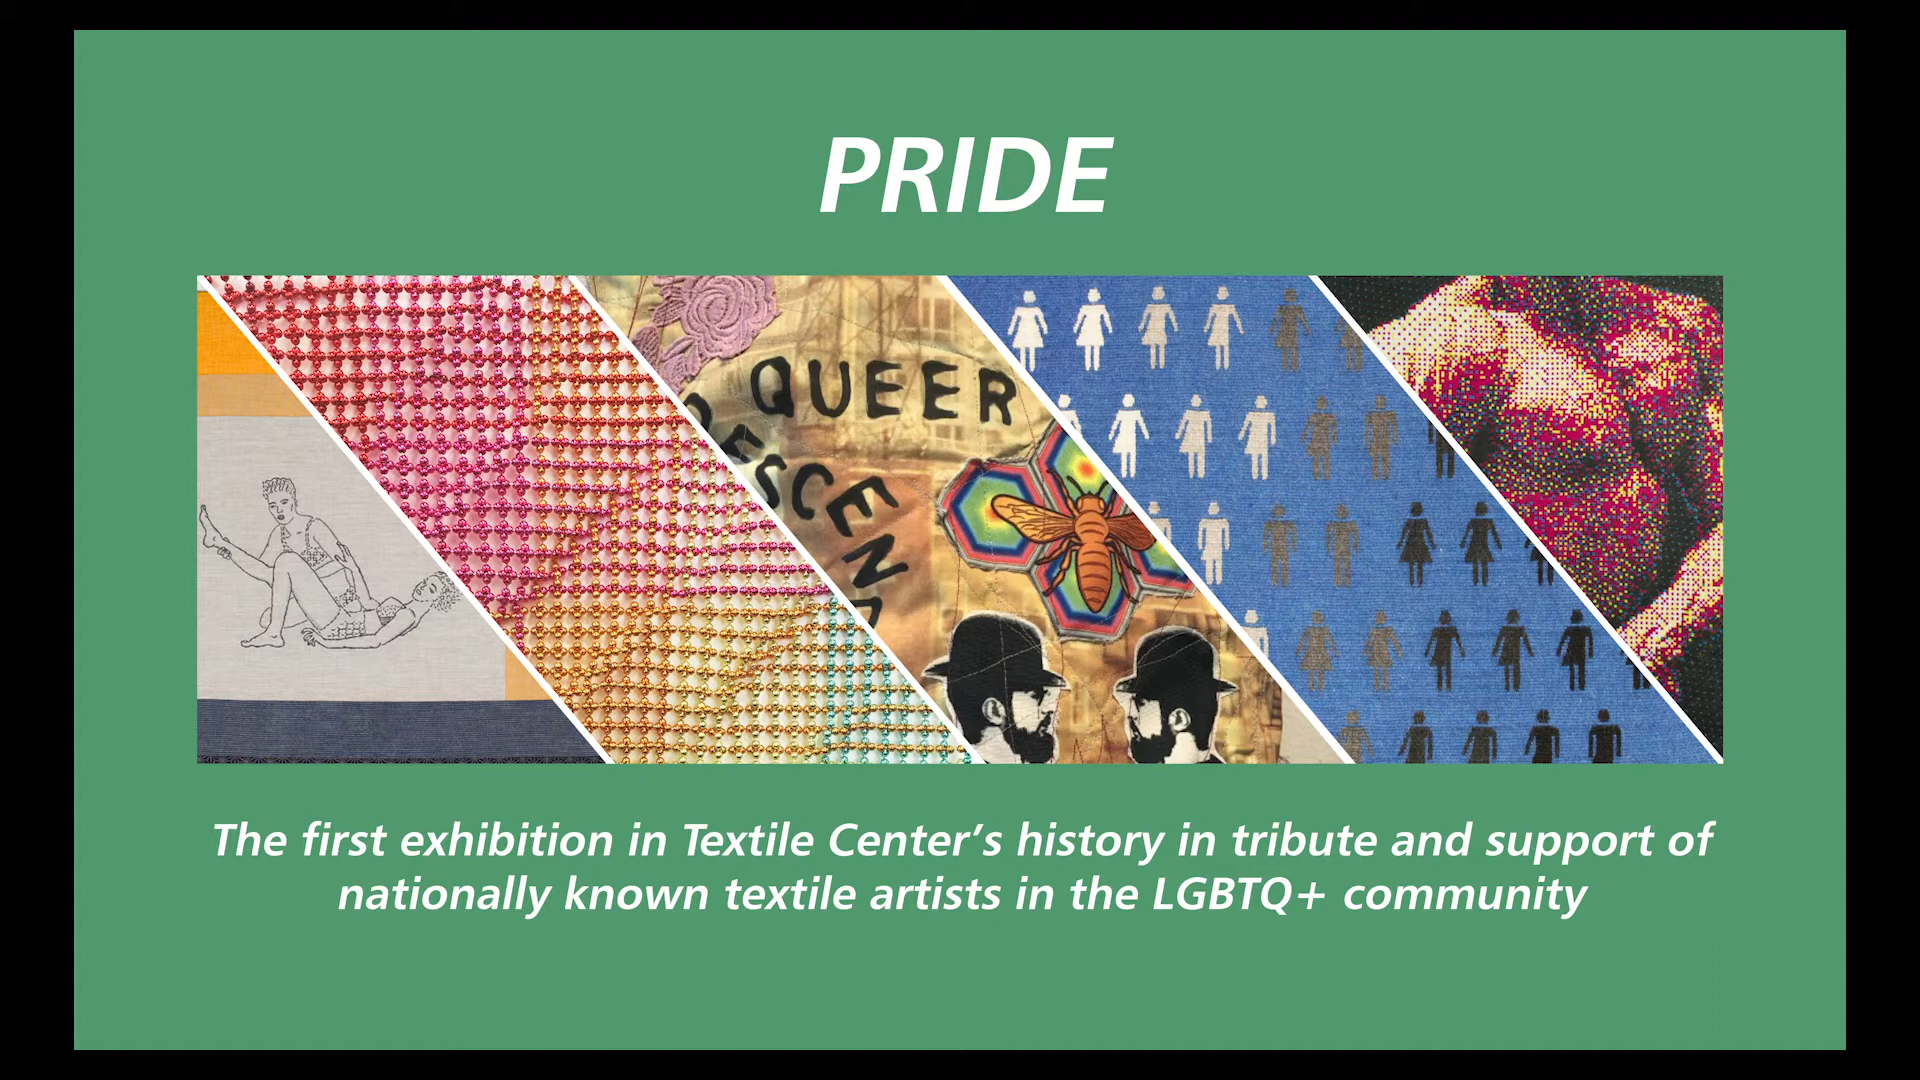 PRIDE
QUEER
The first exhibition in Textile Center’s history in tribute and support of
nationally known textile artists in the LGBTQ+ community